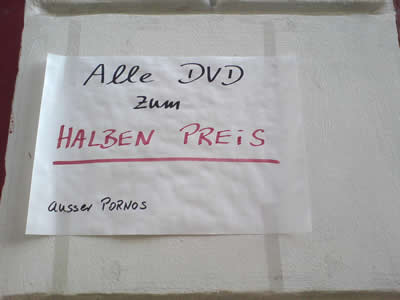 Alle DVD
zum
HALBEN PREiS
ausser PORNOS